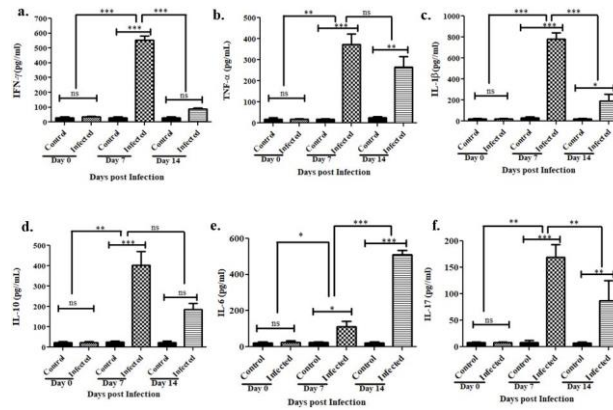 a.
*** ***
***
IFN-γ(pg//ml)
700
600
500
400
300
200
100
0
ns
ns
Control
Infected
Control
Infected
Control
Infected
Day 0 Day 7 Day 14
Days post Infection
b.
** ns
***
**
TNF-α (pg/mL)
500
400
300
200
100
0
ns
Control
Infected
Control
Infected
Control
Infected
Day 0 Day 7 Day 14
Days post Infection
c.
*** ***
***
*
IL-1β(pg//ml)
1000
800
600
400
200
0
ns
Control
Infected
Control
Infected
Control
Infected
Day 0 Day 7 Day 14
Days Post Infection
d.
** ns
***
IL-10(pg/ml)
500
400
300
200
100
0
ns
ns
Control
Infected
Control
Infected
Control
Infected
Day 0 Day 7 Day 14
Days post Infection
e.
***
* ***
*
IL-6(pg//ml)
600
400
200
0
ns
Control
Infected
Control
Infected
Control
Infected
Day 0 Day 7 Day 14
Days post Infection
f.
** **
***
**
IL-17(pg//ml)
200
150
100
50
0
ns
Control
Infected
Control
Infected
Control
Infected
Day 0 Day 7 Day 14
Days post Infection